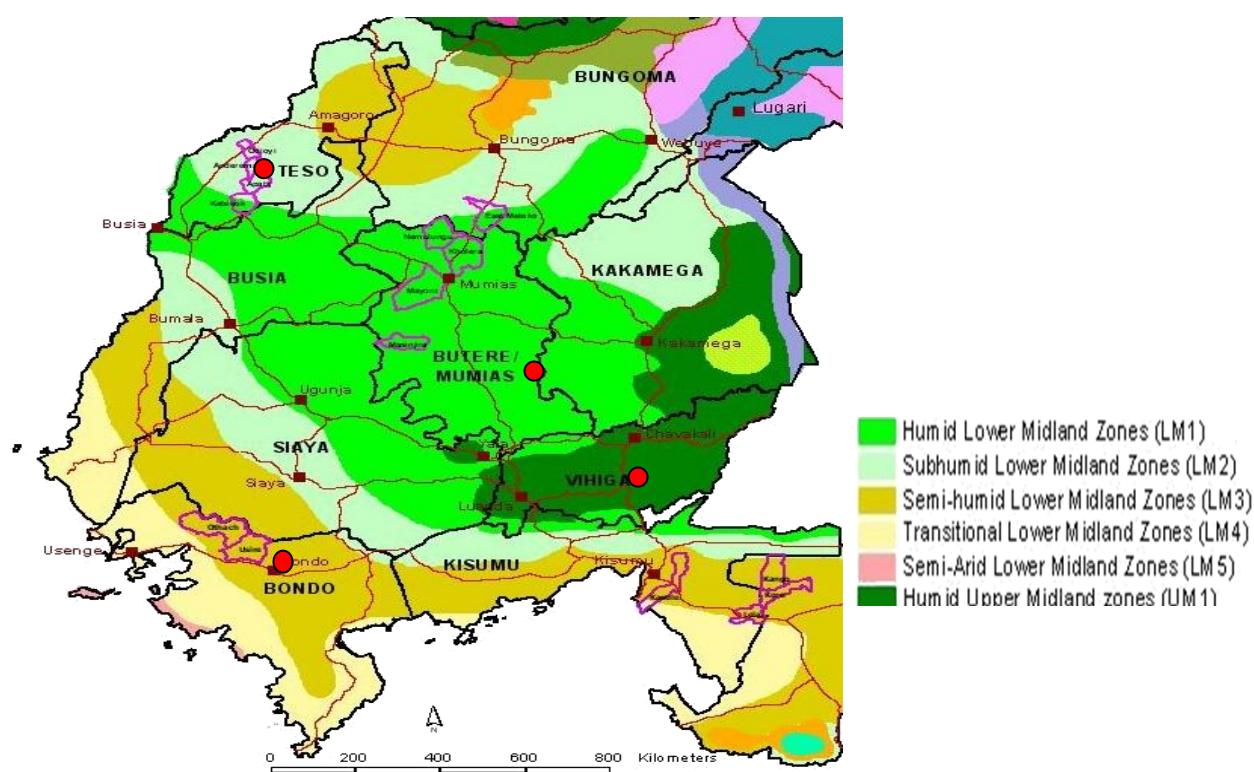 BUNGOMA
Lugari
Amagoro
Bungoma
Webuye
TESO
Busia
BUSIA
KAKAMEGA
Mumias
Mayoni
Bumala
Kakamega
BUTERE/
MUMIAS
Ugunja
Chavakali
SIAYA
Yala
VIHIGA
Siaya
Luanda
Usenge
KISUMU
Kisumu
BONDO
N
0 200 400 600 800 Kilometers
Humid Lower Midland Zones (LM1)
Subhumid Lower Midland Zones (LM2)
Semi-humid Lower Midland Zones (LM3)
Transitional Lower Midland Zones (LM4)
Semi-Arid Lower Midland Zones (LM5)
Humid Upper Midland zones (UM1)